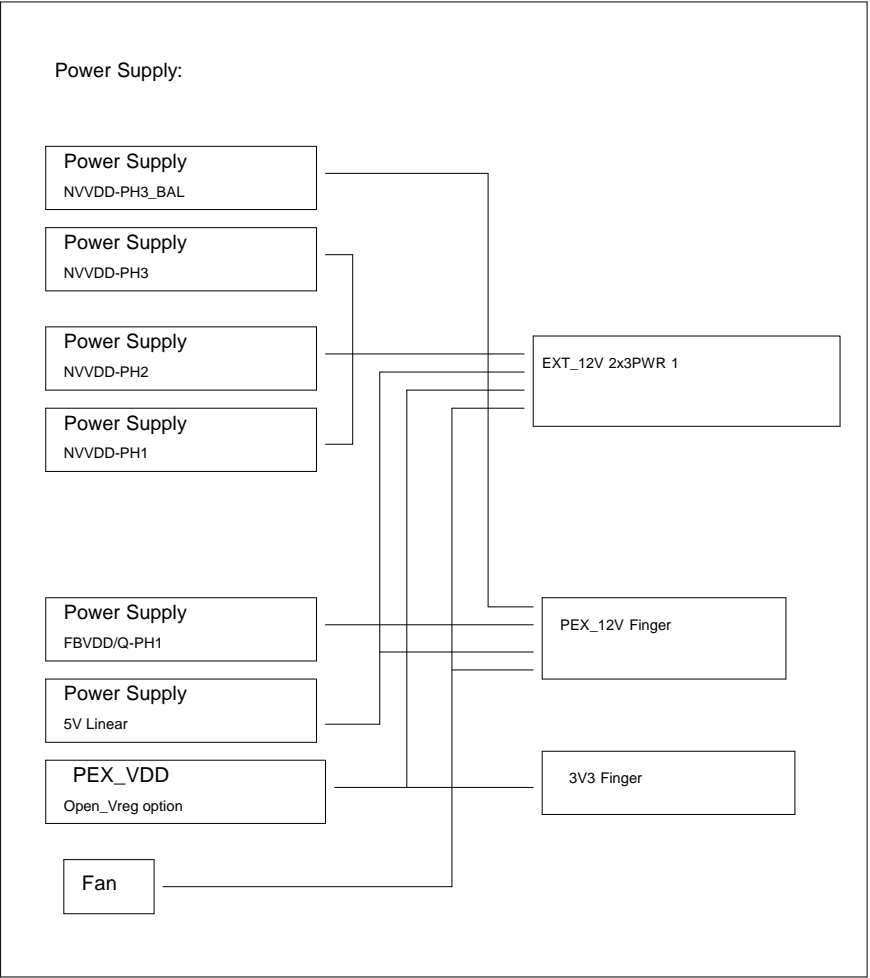 Power Supply:
Power Supply
NVVDD-PH3_BAL
Power Supply
NVVDD-PH3
Power Supply
NVVDD-PH2
EXT_12V 2x3PWR 1
Power Supply
NVVDD-PH1
Power Supply
FBVDD/Q-PH1
PEX_12V Finger
Power Supply
5V Linear
PEX_VDD
Open_Vreg option
3V3 Finger
Fan